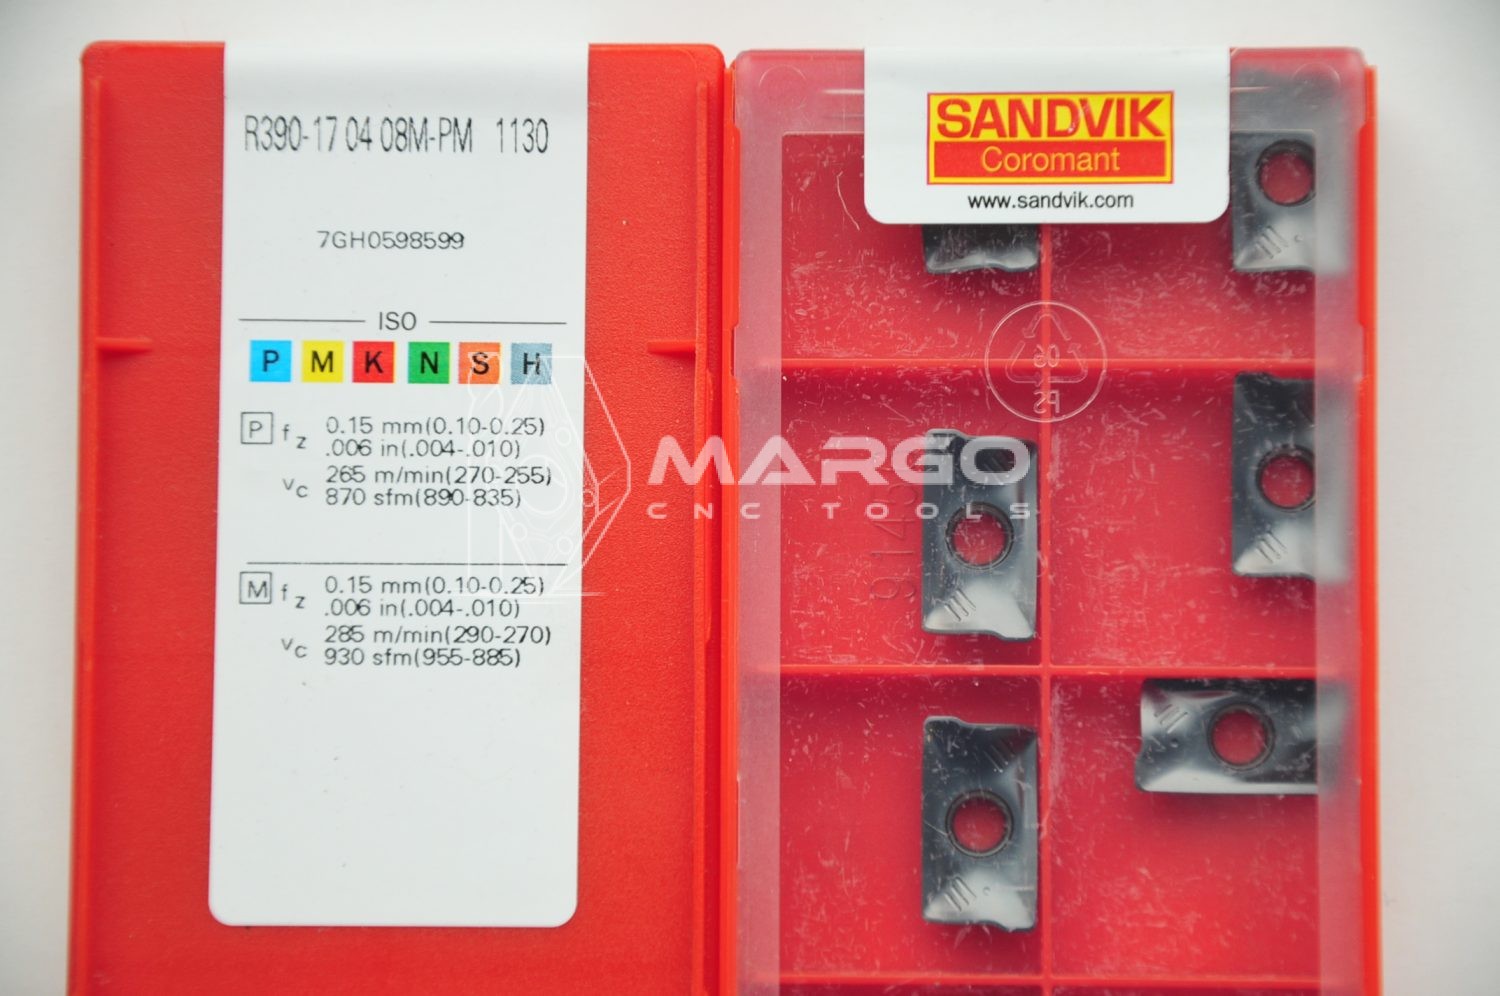 R390-17 04 08M-PM 1130
7GH0598599
ISO
P M K N S H
P fz 0.15 mm(0.10-0.25)
.006 in(.004-.010)
vc 265 m/min(270-255)
870 sfm(890-835)
M fz 0.15 mm(0.10-0.25)
.006 in(.004-.010)
vc 285 m/min(290-270)
930 sfm(955-885)
SANDVIK
Coromant
www.sandvik.com
06
PS
MARGO
CNC TOOLS